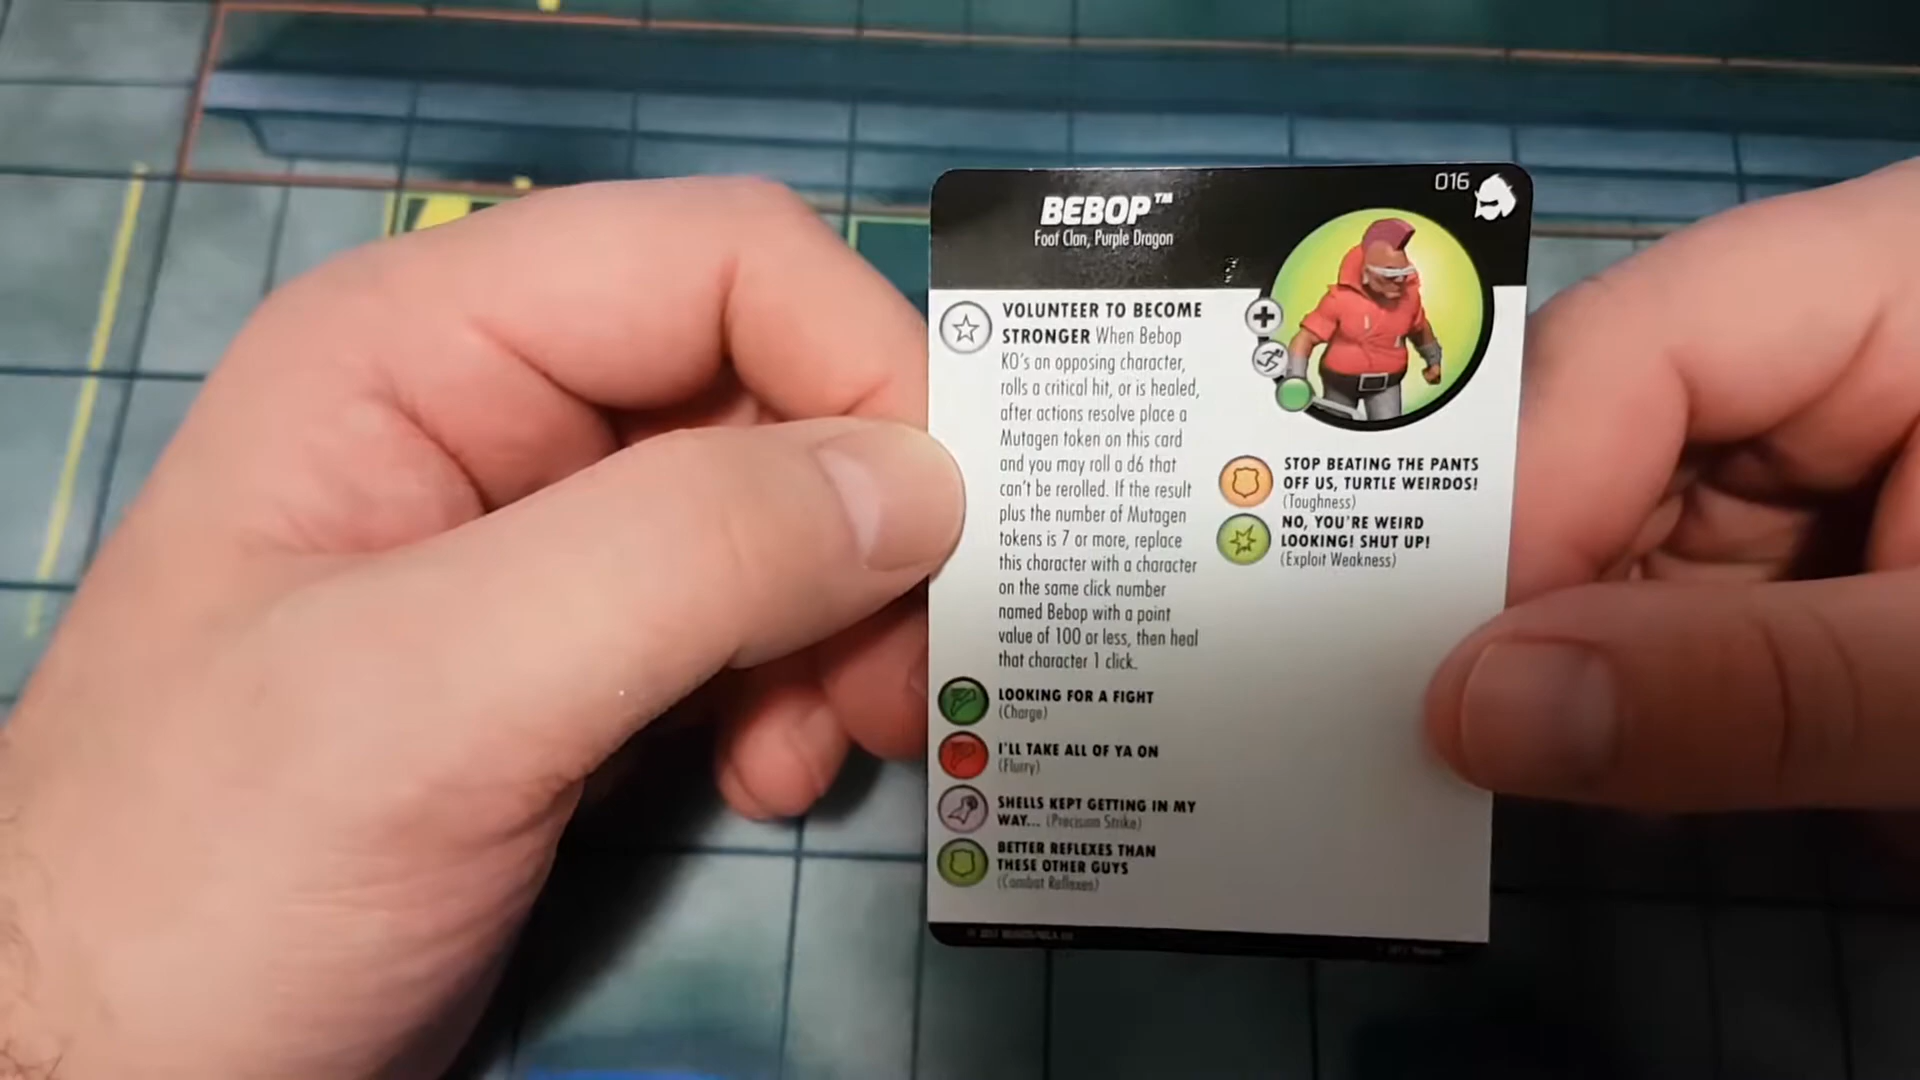 016
BEBOP™
Foot Clan, Purple Dragon
VOLUNTEER TO BECOME
STRONGER When Bebop
KO's an opposing character,
rolls a critical hit, or is healed,
after actions resolve place a
Mutagen token on this card
and you may roll a d6 that
can't be rerolled. If the result
plus the number of Mutagen
tokens is 7 or more, replace
this character with a character
on the same click number
named Bebop with a point
value of 100 or less, then heal
that character 1 click.
LOOKING FOR A FIGHT
(Charge)
I'LL TAKE ALL OF YA ON
(Flurry)
SHELLS KEPT GETTING IN MY
WAY... (Precision Strike)
BETTER REFLEXES THAN
THESE OTHER GUYS
(Combat Reflexes)
STOP BEATING THE PANTS
OFF US, TURTLE WEIRDOS!
(Toughness)
NO, YOU'RE WEIRD
LOOKING! SHUT UP!
(Exploit Weakness)